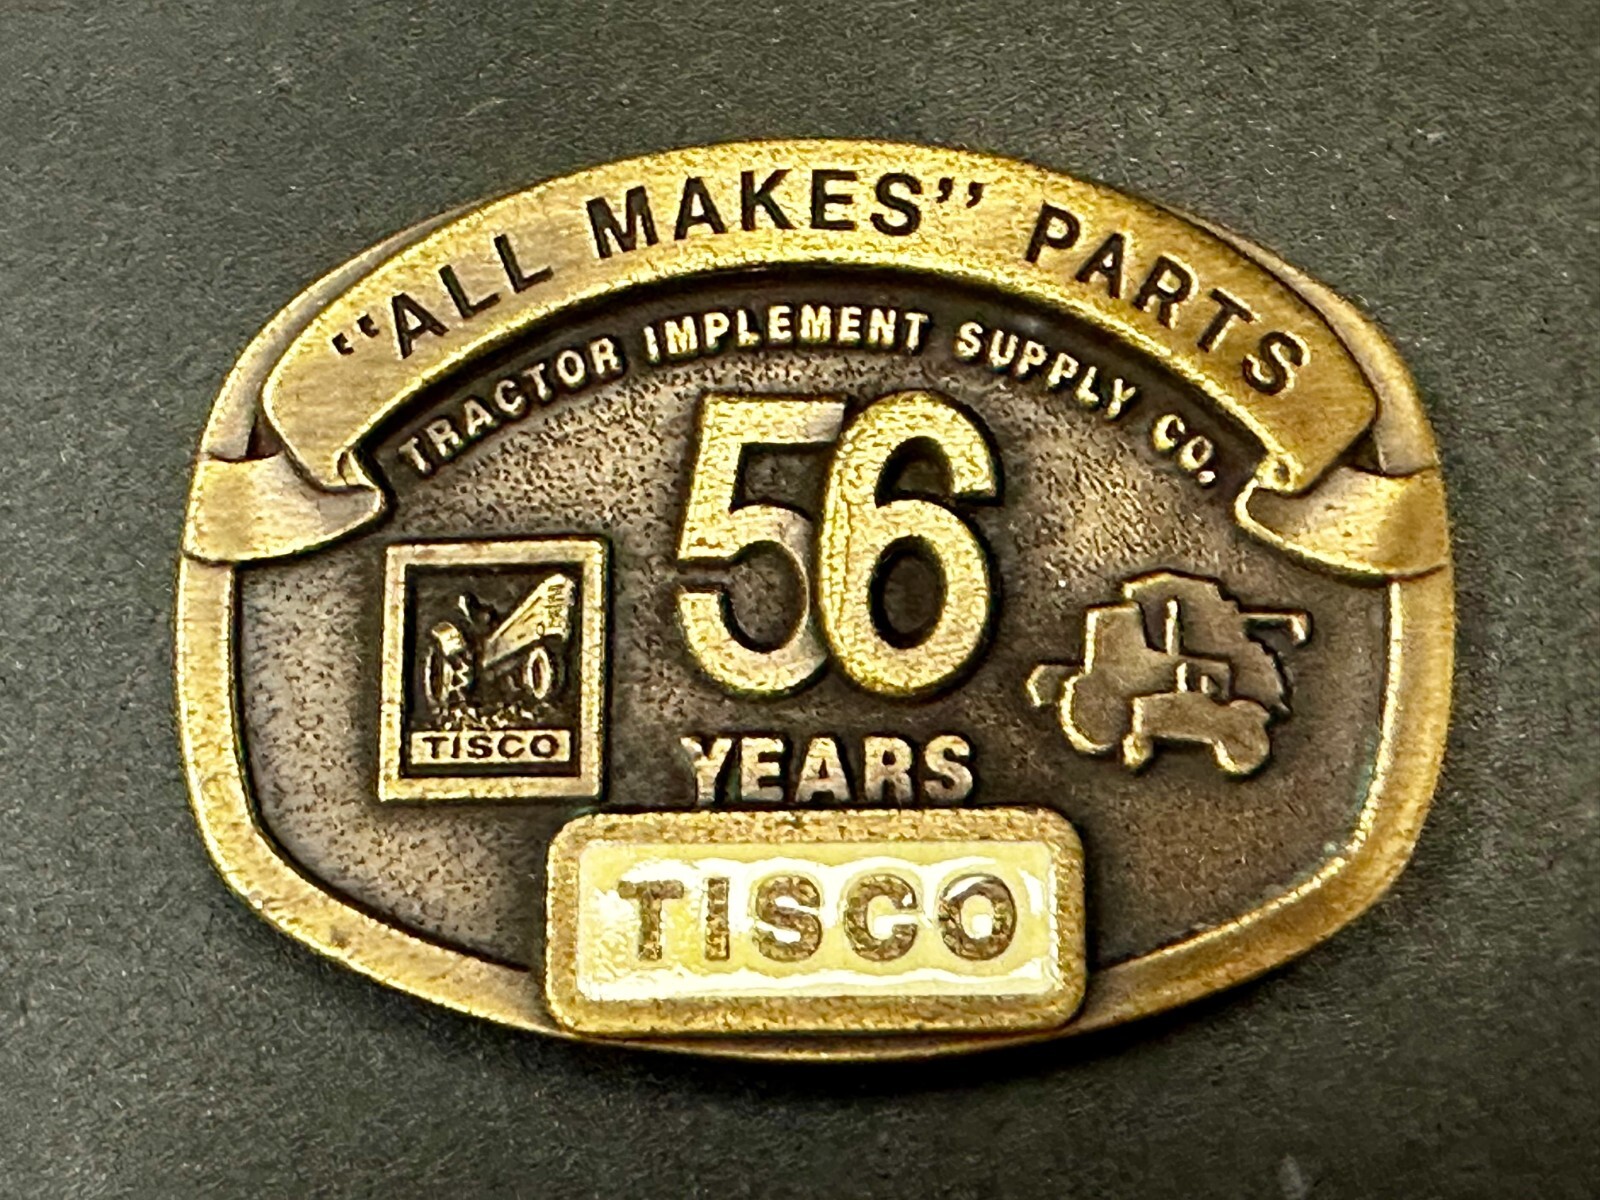 “ALL MAKES” PARTS
TRACTOR IMPLEMENT SUPPLY CO.
56
YEARS
TISCO
TISCO